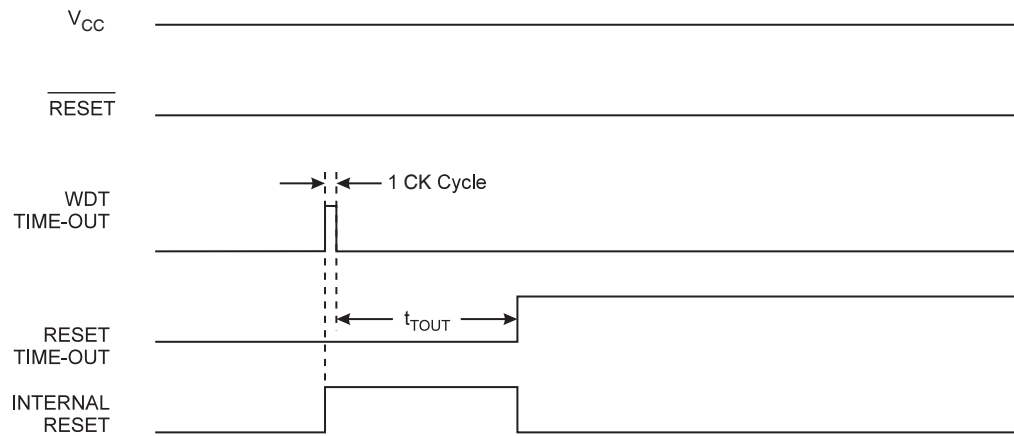 VCC
RESET
1 CK Cycle
WDT
TIME-OUT
tTOUT
RESET
TIME-OUT
INTERNAL
RESET